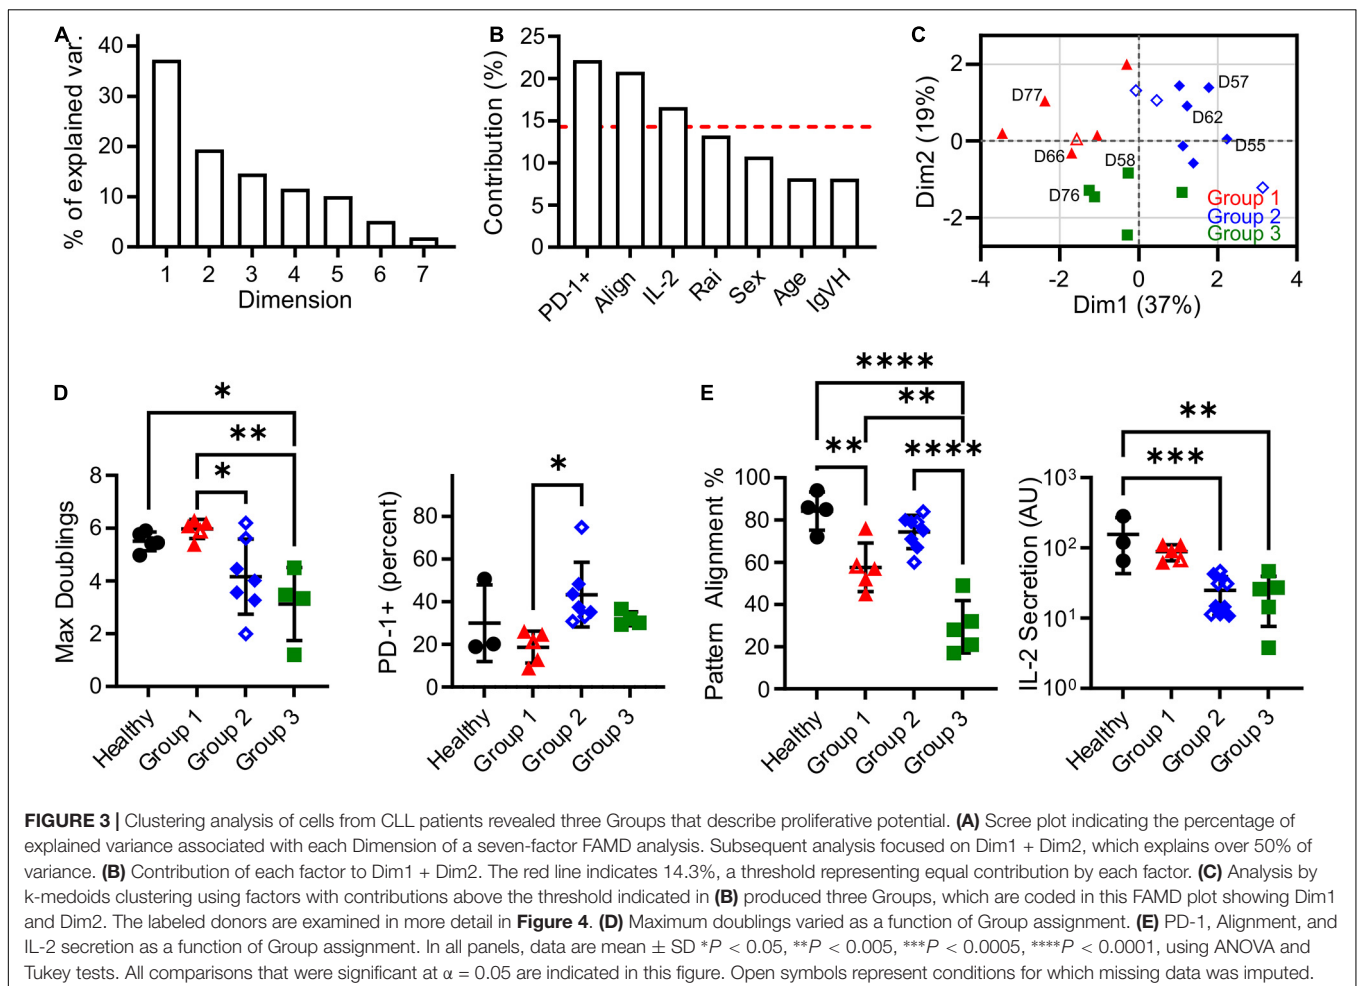 A
% of explained var.
40
30
20
10
0
1 2 3 4 5 6 7
Dimension
B
Contribution (%)
25
20
15
10
5
0
PD-1+ Align IL-2 Rai Sex Age IgVH
C
Dim2 (19%)
2
0
-2
D77
D57
D62
D66
D58
D55
D76
Group 1
Group 2
Group 3
-4 -2 0 2 4
Dim1 (37%)
D
*
**
*
Max Doublings
8
6
4
2
0
Healthy Group 1 Group 2 Group 3
*
PD-1+ (percent)
80
60
40
20
0
Healthy Group 1 Group 2 Group 3
E
****
**
** ****
Pattern Alignment %
100
80
60
40
20
0
Healthy Group 1 Group 2 Group 3
**
***
IL-2 Secretion (AU)
10³
10²
10¹
10⁰
Healthy Group 1 Group 2 Group 3
FIGURE 3 | Clustering analysis of cells from CLL patients revealed three Groups that describe proliferative potential. (A) Scree plot indicating the percentage of
explained variance associated with each Dimension of a seven-factor FAMD analysis. Subsequent analysis focused on Dim1 + Dim2, which explains over 50% of
variance. (B) Contribution of each factor to Dim1 + Dim2. The red line indicates 14.3%, a threshold representing equal contribution by each factor. (C) Analysis by
k-medoids clustering using factors with contributions above the threshold indicated in (B) produced three Groups, which are coded in this FAMD plot showing Dim1
and Dim2. The labeled donors are examined in more detail in Figure 4. (D) Maximum doublings varied as a function of Group assignment. (E) PD-1, Alignment, and
IL-2 secretion as a function of Group assignment. In all panels, data are mean ± SD *P < 0.05, **P < 0.005, ***P < 0.0005, ****P < 0.0001, using ANOVA and
Tukey tests. All comparisons that were significant at α = 0.05 are indicated in this figure. Open symbols represent conditions for which missing data was imputed.